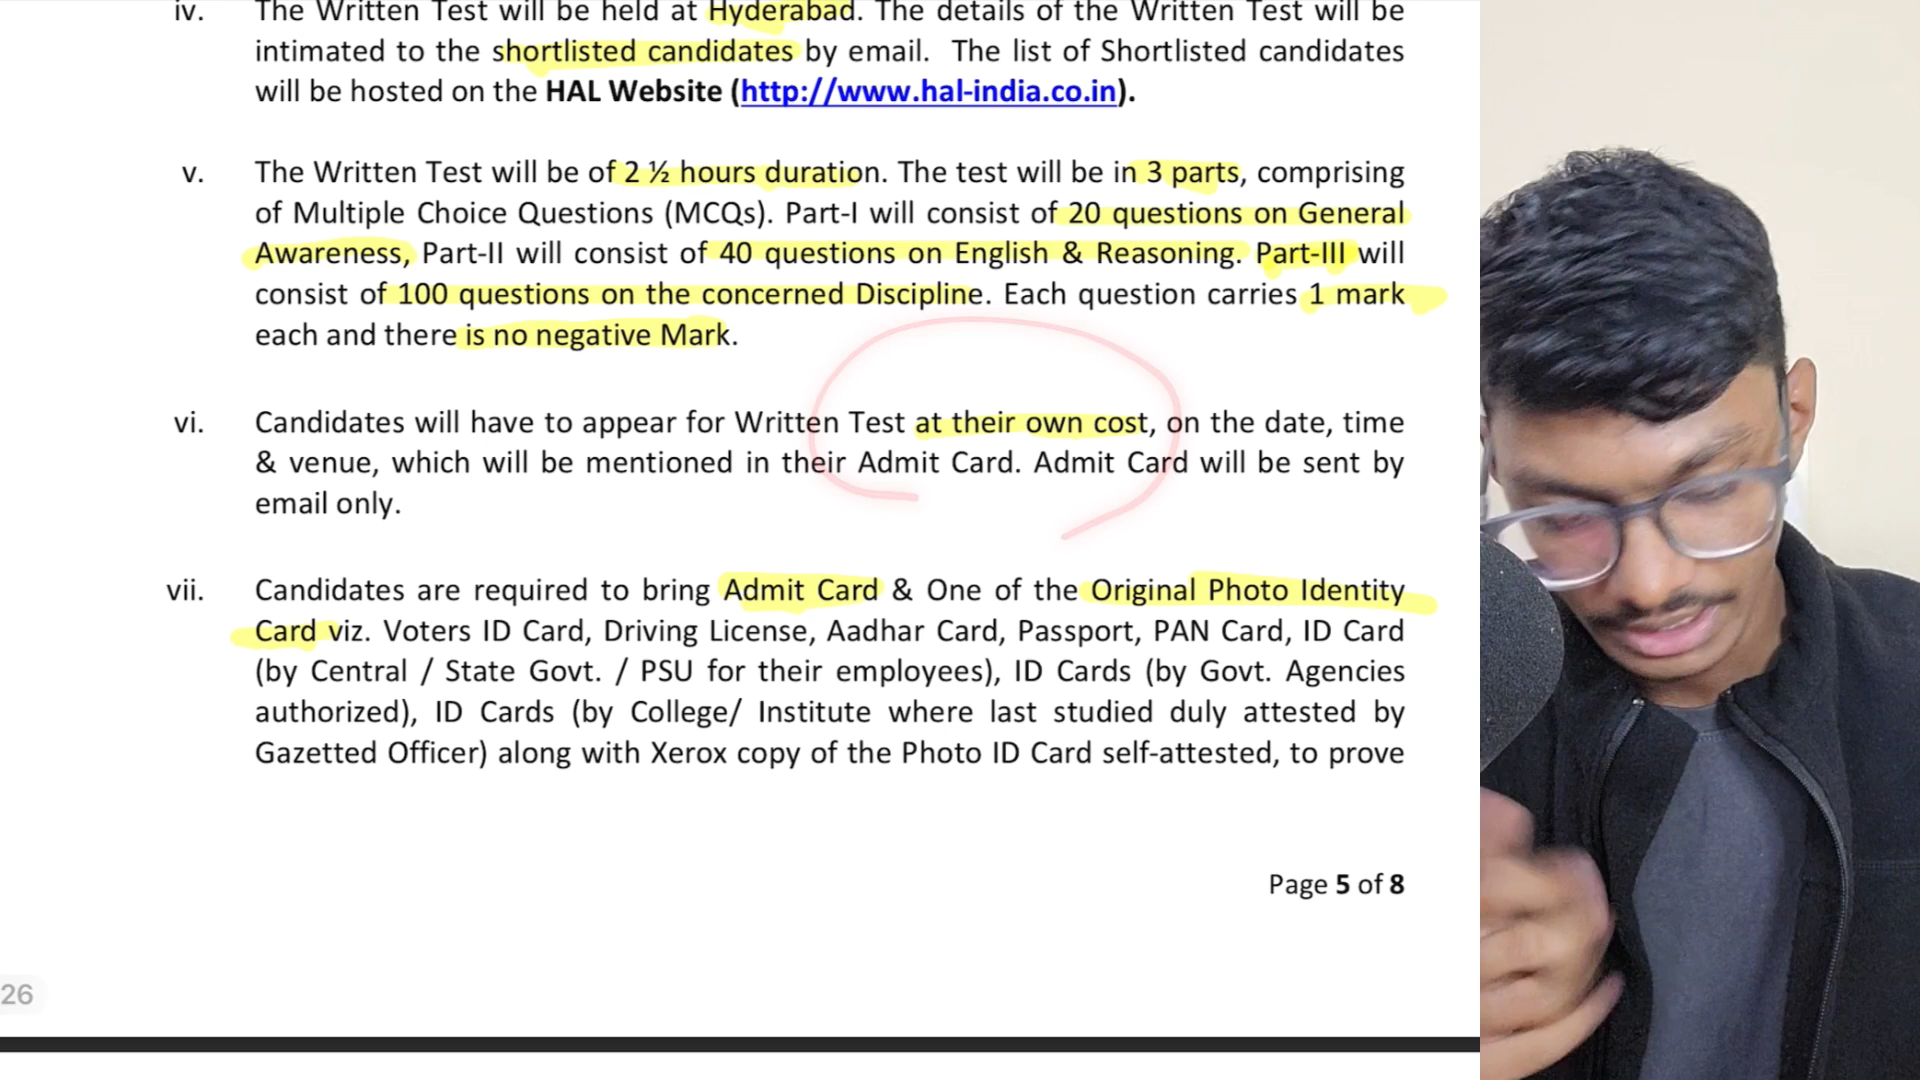 iv. The Written Test will be held at Hyderabad. The details of the Written Test will be
intimated to the shortlisted candidates by email. The list of Shortlisted candidates
will be hosted on the HAL Website (http://www.hal-india.co.in).
v. The Written Test will be of 2 ½ hours duration. The test will be in 3 parts, comprising
of Multiple Choice Questions (MCQs). Part-I will consist of 20 questions on General
Awareness, Part-II will consist of 40 questions on English & Reasoning. Part-III will
consist of 100 questions on the concerned Discipline. Each question carries 1 mark
each and there is no negative Mark.
vi. Candidates will have to appear for Written Test at their own cost, on the date, time
& venue, which will be mentioned in their Admit Card. Admit Card will be sent by
email only.
vii. Candidates are required to bring Admit Card & One of the Original Photo Identity
Card viz. Voters ID Card, Driving License, Aadhar Card, Passport, PAN Card, ID Card
(by Central / State Govt. / PSU for their employees), ID Cards (by Govt. Agencies
authorized), ID Cards (by College/ Institute where last studied duly attested by
Gazetted Officer) along with Xerox copy of the Photo ID Card self-attested, to prove
Page 5 of 8
26